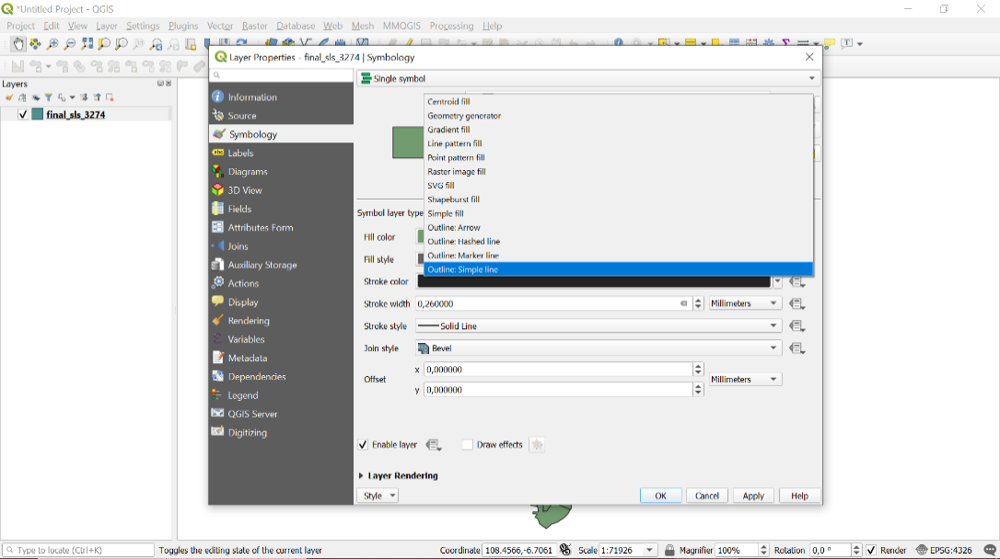 *Untitled Project - QGIS
Project Edit View Layer Settings Plugins Vector Raster Database Web Mesh MMQGIS Processing Help
Layer Properties - final_sls_3274 | Symbology
Layers
final_sls_3274
Single symbol
Information
Source
Symbology
Labels
Diagrams
3D View
Fields
Attributes Form
Joins
Auxiliary Storage
Actions
Display
Rendering
Variables
Metadata
Dependencies
Legend
QGIS Server
Digitizing
Centroid fill
Geometry generator
Gradient fill
Line pattern fill
Point pattern fill
Raster image fill
SVG fill
Shapeburst fill
Simple fill
Outline: Arrow
Outline: Hashed line
Outline: Marker line
Outline: Simple line
Symbol layer type
Fill color
Fill style
Stroke color
Stroke width 0,260000 Millimeters
Stroke style Solid Line
Join style Bevel
Offset
x 0,000000
y 0,000000
Millimeters
Enable layer Draw effects
Layer Rendering
Style OK Cancel Apply Help
Type to locate (Ctrl+K) Toggles the editing state of the current layer Coordinate 108.4566,-6.7061 Scale 1:71926 Magnifier 100% Rotation 0,0 ° Render EPSG:4326